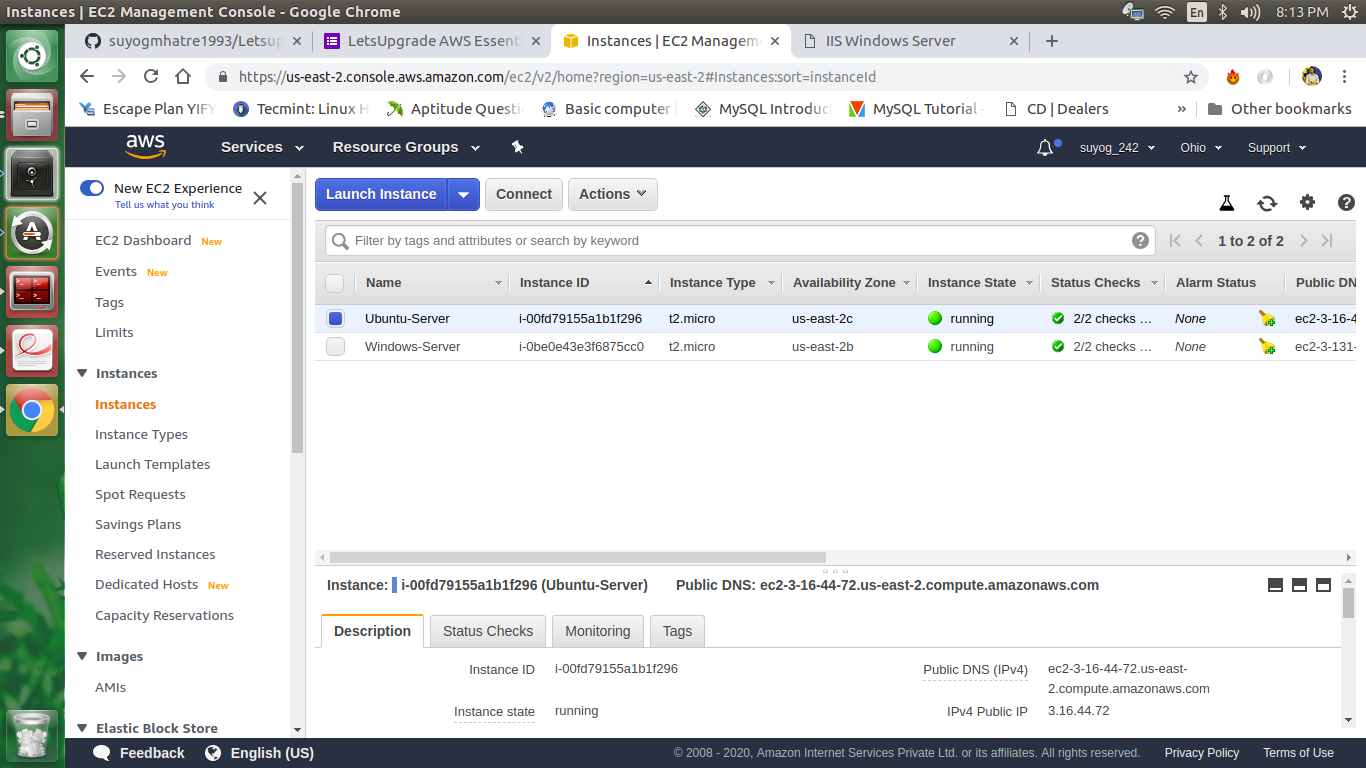 Instances | EC2 Management Console - Google Chrome
En
8:13 PM
suyogmhatre1993/Letsup
LetsUpgrade AWS Essent
Instances | EC2 Managem
IIS Windows Server
https://us-east-2.console.aws.amazon.com/ec2/v2/home?region=us-east-2#Instances:sort=instanceId
Escape Plan YIFY
Tecmint: Linux H
Aptitude Questi
Basic computer
MySQL Introduc
MySQL Tutorial -
CD | Dealers
»
Other bookmarks
aws
Services
Resource Groups
suyog_242
Ohio
Support
New EC2 Experience
Tell us what you think
EC2 Dashboard New
Events New
Tags
Limits
Instances
Instances
Instance Types
Launch Templates
Spot Requests
Savings Plans
Reserved Instances
Dedicated Hosts New
Capacity Reservations
Images
AMIs
Elastic Block Store
Launch Instance
Connect
Actions
Filter by tags and attributes or search by keyword
1 to 2 of 2
Name Instance ID Instance Type Availability Zone Instance State Status Checks Alarm Status Public DN
Ubuntu-Server i-00fd79155a1b1f296 t2.micro us-east-2c running 2/2 checks ... None ec2-3-16-4
Windows-Server i-0be0e43e3f6875cc0 t2.micro us-east-2b running 2/2 checks ... None ec2-3-131-
Instance: i-00fd79155a1b1f296 (Ubuntu-Server) Public DNS: ec2-3-16-44-72.us-east-2.compute.amazonaws.com
Description
Status Checks
Monitoring
Tags
Instance ID i-00fd79155a1b1f296
Public DNS (IPv4) ec2-3-16-44-72.us-east-
2.compute.amazonaws.com
Instance state running
IPv4 Public IP 3.16.44.72
Feedback
English (US)
© 2008 - 2020, Amazon Internet Services Private Ltd. or its affiliates. All rights reserved.
Privacy Policy
Terms of Use